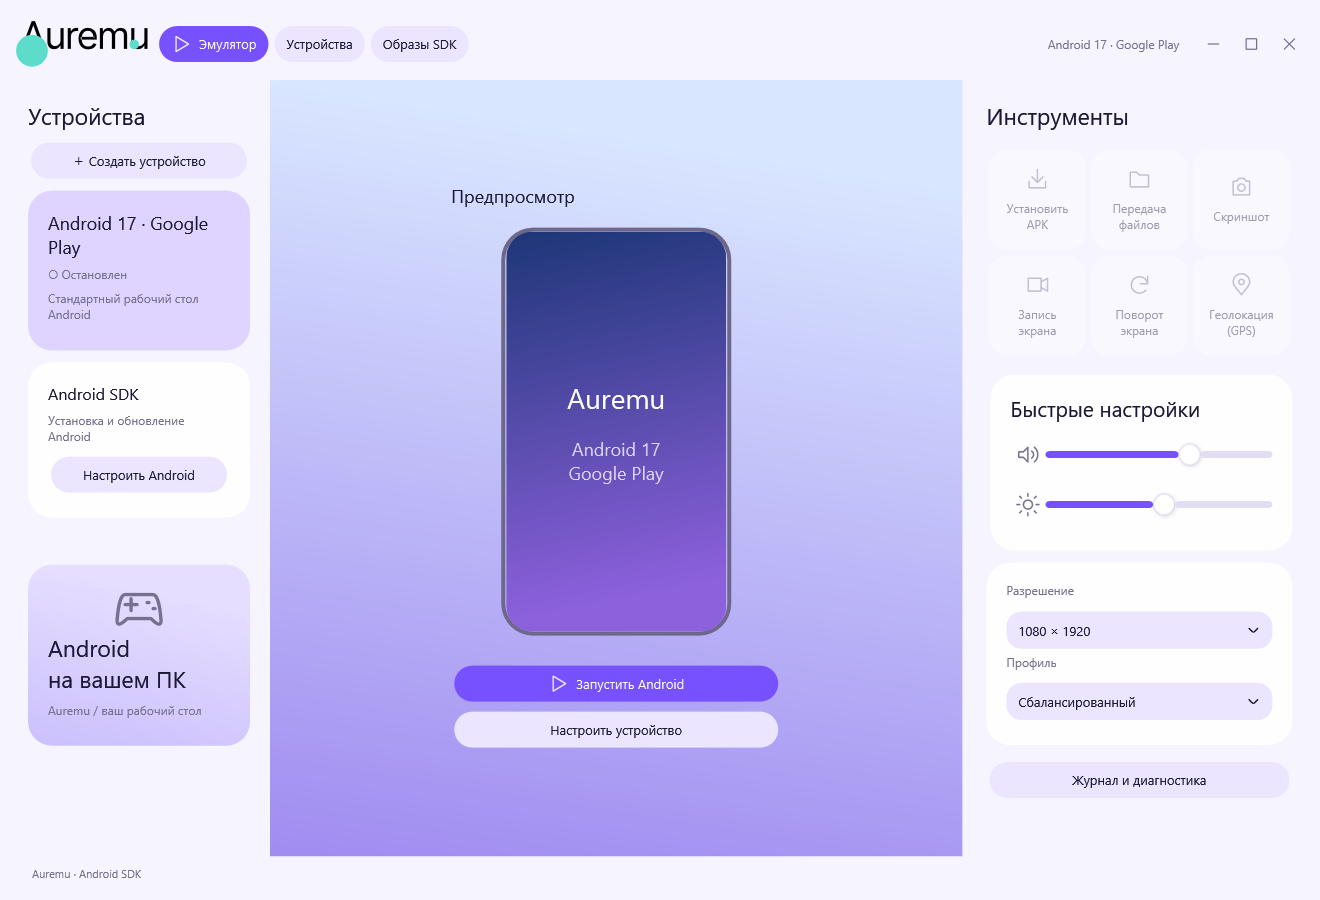 Auremu
Эмулятор
Устройства
Образы SDK
Android 17 · Google Play
Устройства
+ Создать устройство
Android 17 · Google
Play
Остановлен
Стандартный рабочий стол
Android
Android SDK
Установка и обновление
Android
Настроить Android
Android
на вашем ПК
Auremu / ваш рабочий стол
Auremu · Android SDK
Предпросмотр
Auremu
Android 17
Google Play
Запустить Android
Настроить устройство
Инструменты
Установить
APK
Передача
файлов
Скриншот
Запись
экрана
Поворот
экрана
Геолокация
(GPS)
Быстрые настройки
Разрешение
1080 × 1920
Профиль
Сбалансированный
Журнал и диагностика